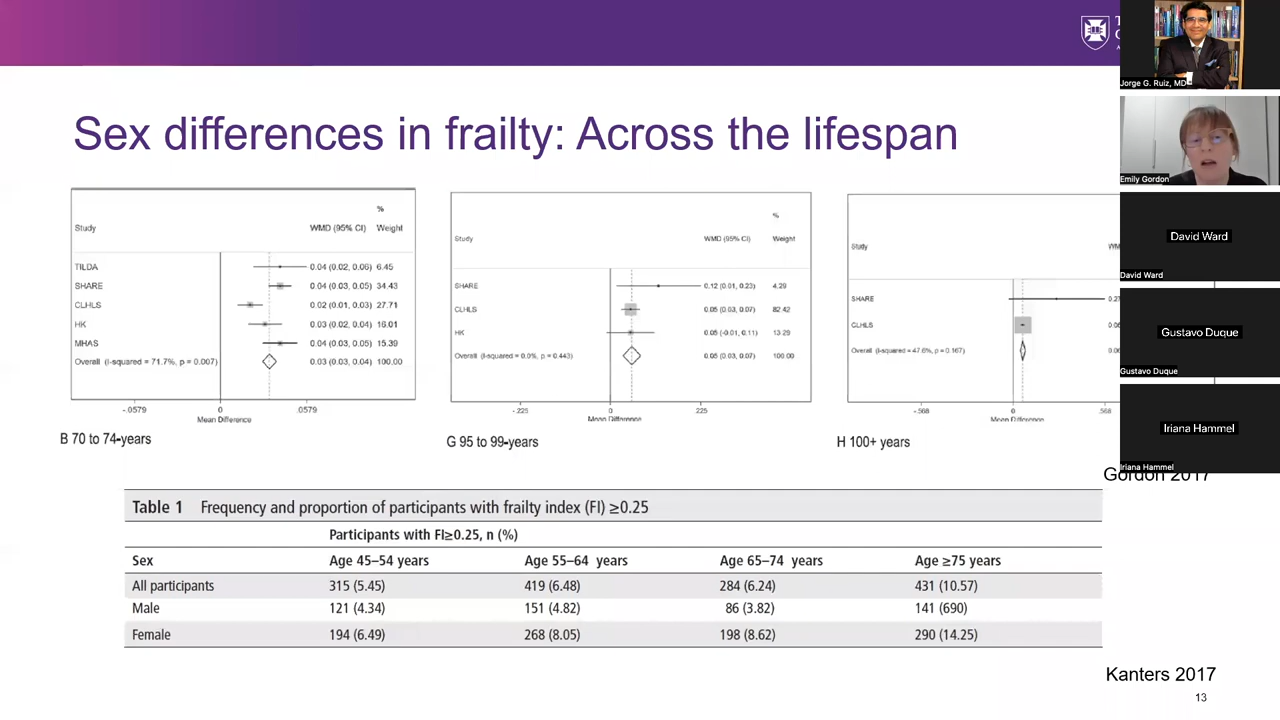 Sex differences in frailty: Across the lifespan
%
Study WMD (95% CI) Weight
TILDA 0.04 (0.02, 0.06) 6.45
SHARE 0.04 (0.03, 0.05) 34.43
CLHLS 0.02 (0.01, 0.03) 27.71
HK 0.03 (0.02, 0.04) 16.01
MHAS 0.04 (0.03, 0.05) 15.39
Overall (I-squared = 71.7%, p = 0.007) 0.03 (0.03, 0.04) 100.00
-.0579 0 .0579
Mean Difference
B 70 to 74-years
%
Study WMD (95% CI) Weight
SHARE 0.12 (0.01, 0.23) 4.29
CLHLS 0.05 (0.03, 0.07) 82.42
HK 0.05 (-0.01, 0.11) 13.29
Overall (I-squared = 0.0%, p = 0.443) 0.05 (0.03, 0.07) 100.00
-.225 0 .225
Mean Difference
G 95 to 99-years
Study
SHARE
CLHLS
Overall (I-squared = 47.6%, p = 0.167)
-.568 0 .568
Mean Difference
H 100+ years
Gordon 2017
Table 1 Frequency and proportion of participants with frailty index (FI) ≥0.25
Participants with FI≥0.25, n (%)
Sex Age 45–54 years Age 55–64 years Age 65–74 years Age ≥75 years
All participants 315 (5.45) 419 (6.48) 284 (6.24) 431 (10.57)
Male 121 (4.34) 151 (4.82) 86 (3.82) 141 (690)
Female 194 (6.49) 268 (8.05) 198 (8.62) 290 (14.25)
Kanters 2017
13
Jorge G. Ruiz, MD
Emily Gordon
David Ward
David Ward
Gustavo Duque
Gustavo Duque
Iriana Hammel
Iriana Hammel